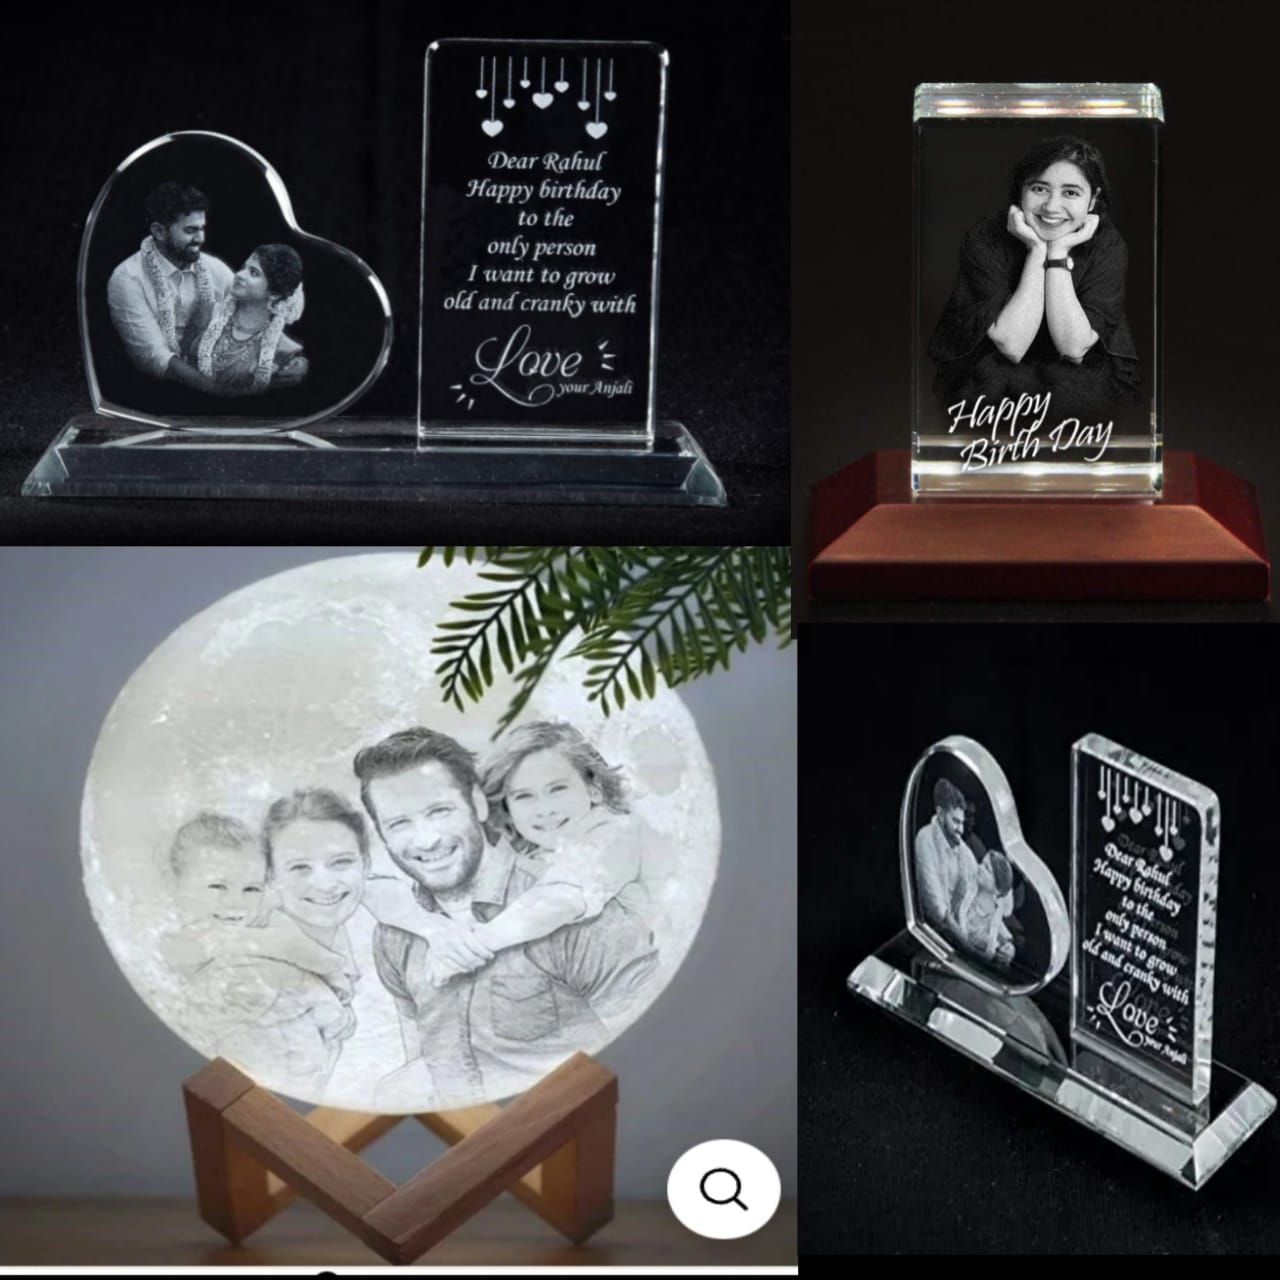 Dear Rahul
Happy birthday
to the
only person
I want to grow
old and cranky with
Love
your Anjali
Happy
Birth Day
Dear Rahul
Happy birthday
to the
only person
I want to grow
old and cranky with
Love
your Anjali